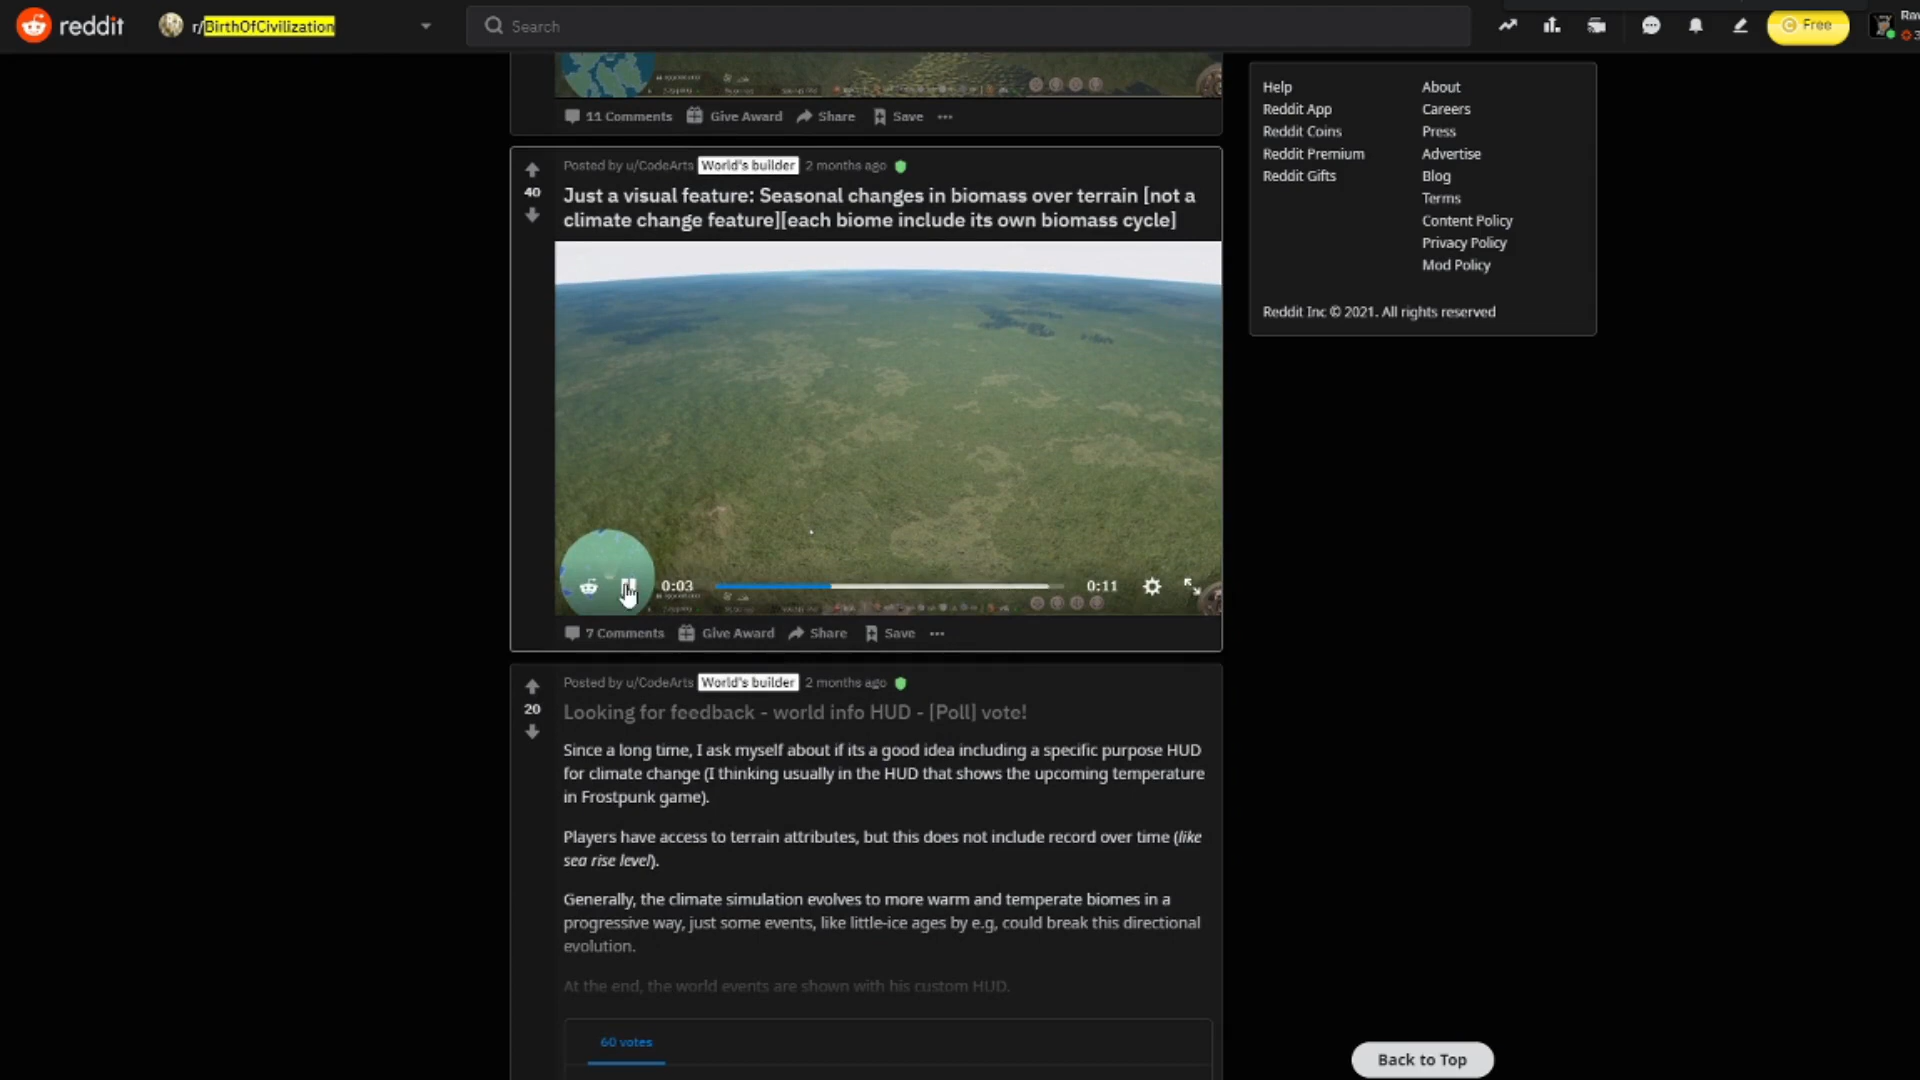 reddit
r/BirthOfCivilization
Search
Free
11 Comments Give Award Share Save
Posted by u/CodeArts World's builder 2 months ago
40
Just a visual feature: Seasonal changes in biomass over terrain [not a
climate change feature][each biome include its own biomass cycle]
0:03
0:11
7 Comments Give Award Share Save
Posted by u/CodeArts World's builder 2 months ago
20
Looking for feedback - world info HUD - [Poll] vote!
Since a long time, I ask myself about if its a good idea including a specific purpose HUD
for climate change (I thinking usually in the HUD that shows the upcoming temperature
in Frostpunk game).
Players have access to terrain attributes, but this does not include record over time (like
sea rise level).
Generally, the climate simulation evolves to more warm and temperate biomes in a
progressive way, just some events, like little-ice ages by e.g, could break this directional
evolution.
At the end, the world events are shown with his custom HUD.
60 votes
Help
About
Reddit App
Careers
Reddit Coins
Press
Reddit Premium
Advertise
Reddit Gifts
Blog
Terms
Content Policy
Privacy Policy
Mod Policy
Reddit Inc © 2021. All rights reserved
Back to Top